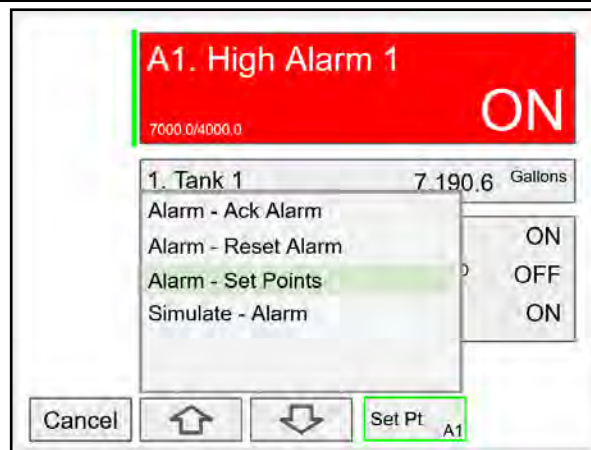 A1. High Alarm 1
ON
7000.0/4000.0
1. Tank 1 7,190.6 Gallons
Alarm - Ack Alarm
Alarm - Reset Alarm
Alarm - Set Points
Simulate - Alarm
ON
OFF
ON
Cancel
Set Pt A1